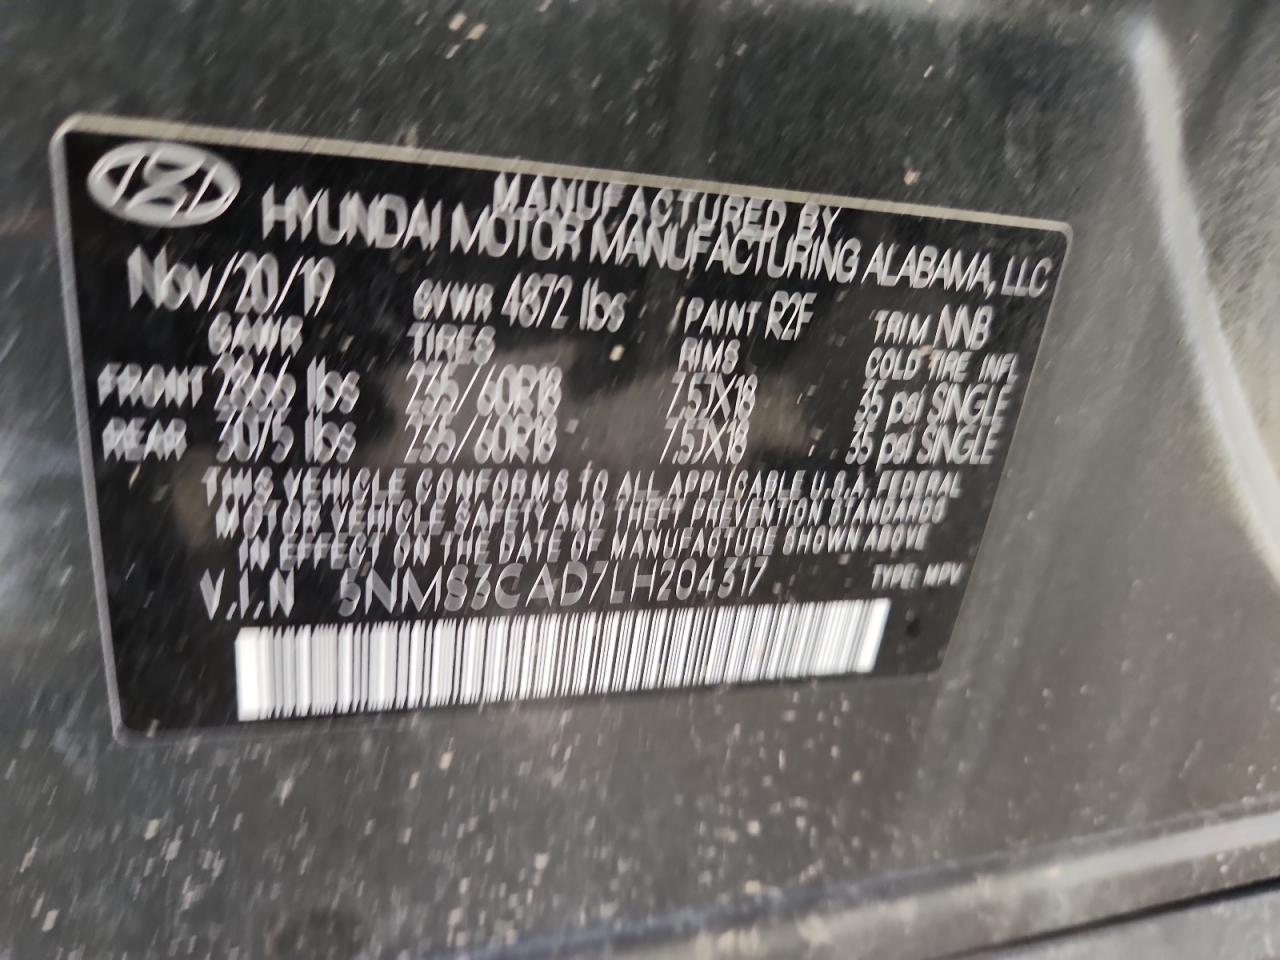 MANUFACTURED BY
HYUNDAI MOTOR MANUFACTURING ALABAMA, LLC
Nov/20/19 GVWR 4872 lbs PAINT R2F TRIM NNB
GAWR TIRES RIMS COLD TIRE INFL
FRONT 2866 lbs 235/60R18 7.5JX18 35 psi SINGLE
REAR 3075 lbs 235/60R18 7.5JX18 35 psi SINGLE
THIS VEHICLE CONFORMS TO ALL APPLICABLE U.S.A. FEDERAL
MOTOR VEHICLE SAFETY AND THEFT PREVENTION STANDARDS
IN EFFECT ON THE DATE OF MANUFACTURE SHOWN ABOVE
V.I.N 5NMS3CAD7LH204317 TYPE: MPV